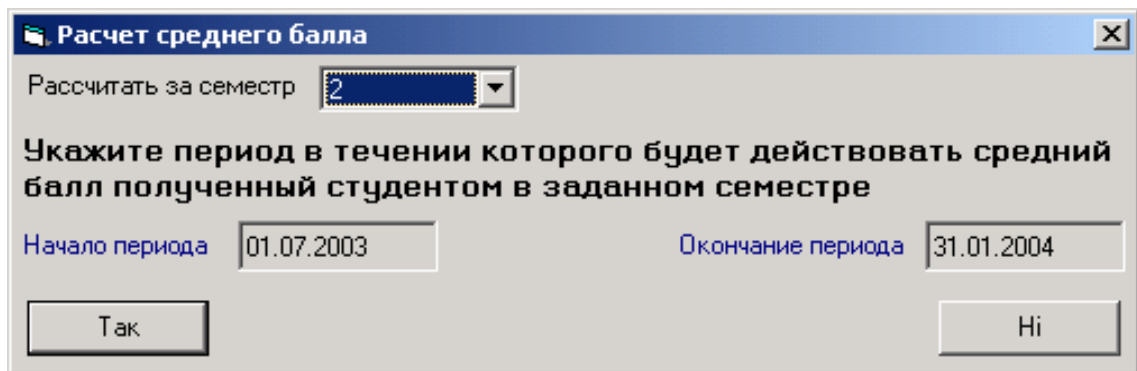 Расчет среднего балла
Рассчитать за семестр 2
Укажите период в течении которого будет действовать средний
балл полученный студентом в заданном семестре
Начало периода 01.07.2003 Окончание периода 31.01.2004
Так Ні